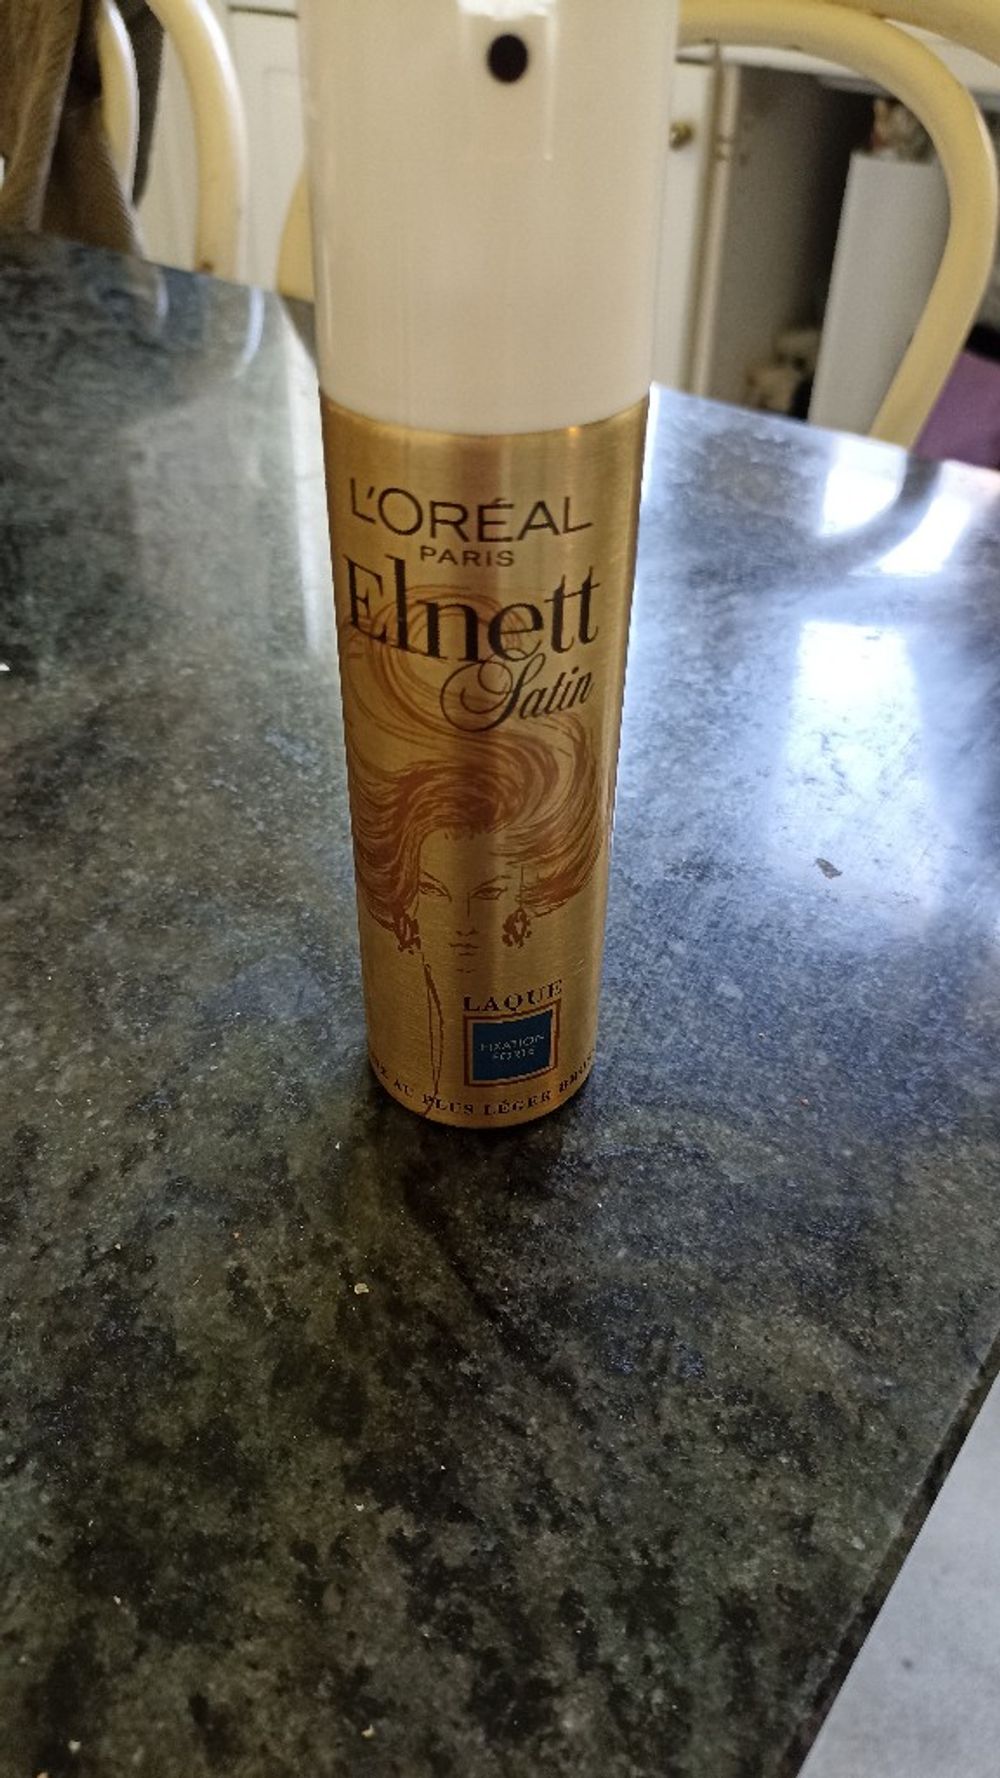 L'ORÉAL
PARIS
Elnett
Satin
LAQUE
FIXATION
FORTE
AU PLUS LÉGER